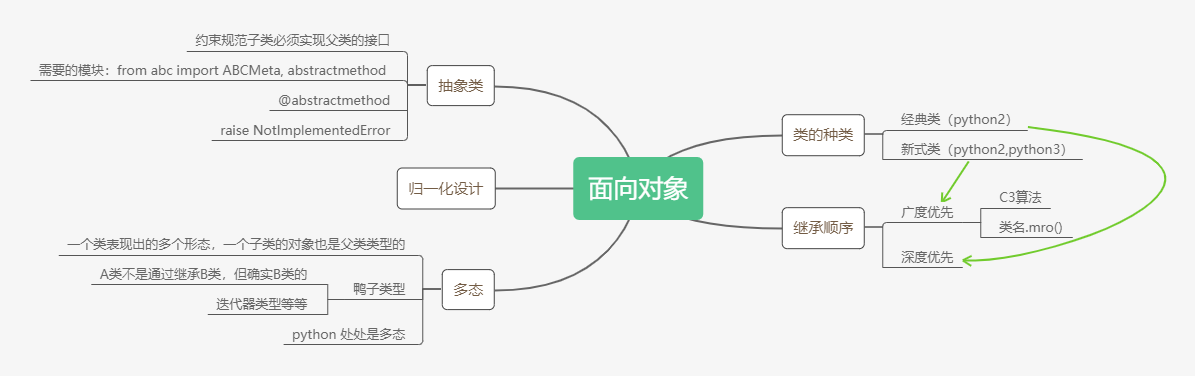 面向对象
抽象类
约束规范子类必须实现父类的接口
需要的模块：from abc import ABCMeta, abstractmethod
@abstractmethod
raise NotImplementedError
归一化设计
多态
一个类表现出的多个形态，一个子类的对象也是父类类型的
鸭子类型
A类不是通过继承B类，但确实B类的
迭代器类型等等
python 处处是多态
类的种类
经典类（python2）
新式类（python2,python3）
继承顺序
广度优先
C3算法
类名.mro()
深度优先